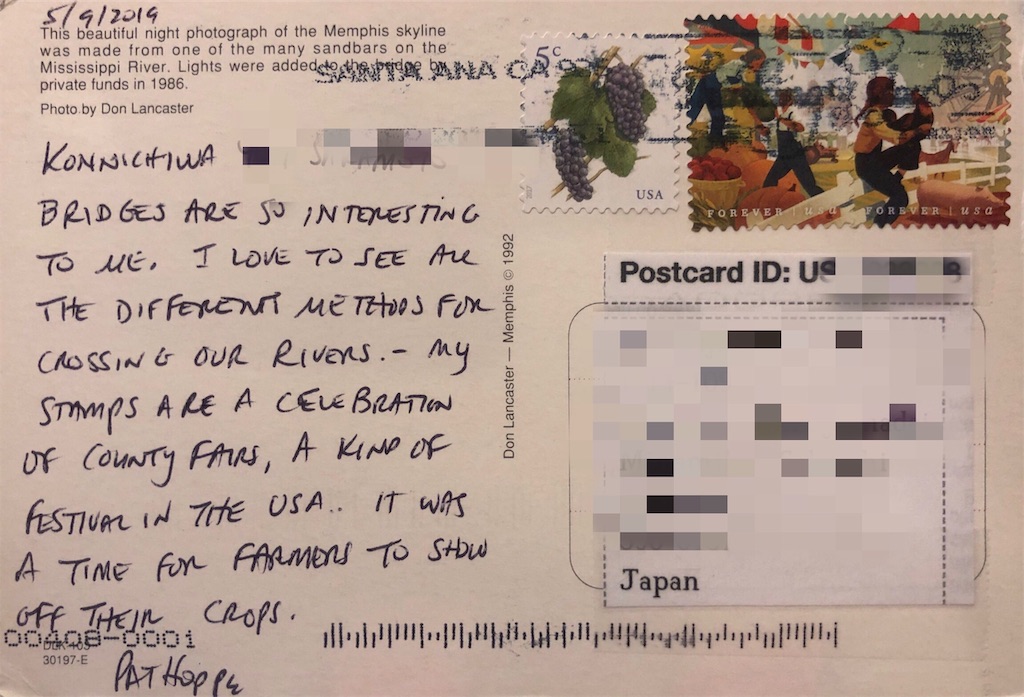 5/9/2019
This beautiful night photograph of the Memphis skyline
was made from one of the many sandbars on the
Mississippi River. Lights were added to the bridge by
private funds in 1986.
Photo by Don Lancaster
SANTA ANA CA
5c
USA
2017
FOREVER | USA FOREVER | USA
KONNICHIWA
BRIDGES ARE SO INTERESTING
TO ME. I LOVE TO SEE ALL
THE DIFFERENT METHODS FOR
CROSSING OUR RIVERS. - MY
STAMPS ARE A CELEBRATION
OF COUNTY FAIRS, A KIND OF
FESTIVAL IN THE USA.. IT WAS
A TIME FOR FARMERS TO SHOW
OFF THEIR CROPS.
PAT HOPPE
Don Lancaster — Memphis © 1992
Postcard ID: US
Japan
00408-0001
30197-E